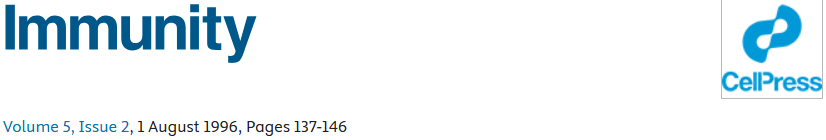 Immunity
CellPress
Volume 5, Issue 2, 1 August 1996, Pages 137-146